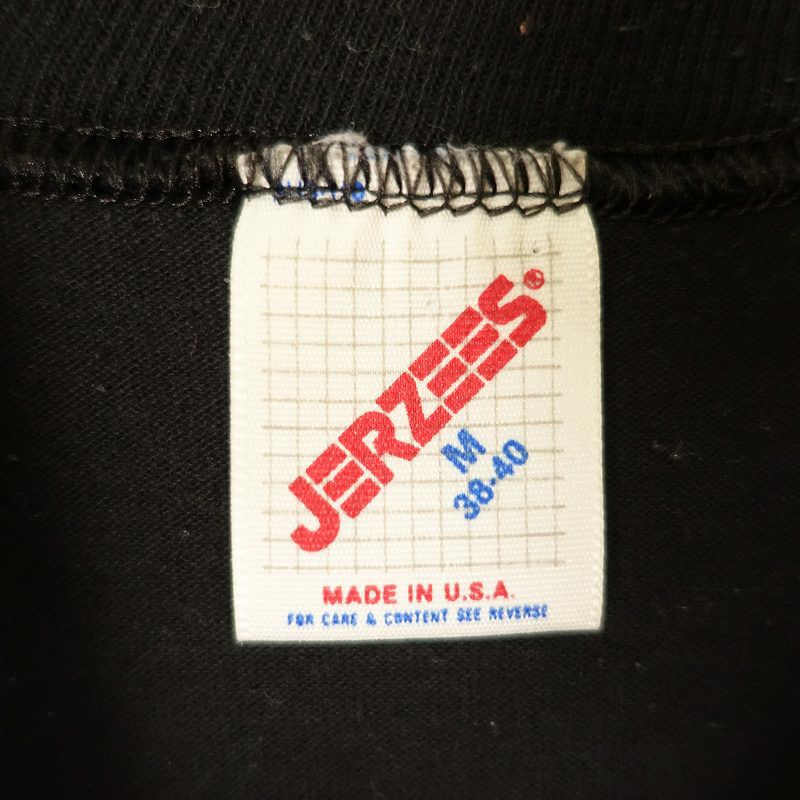 JERZEES®
M
38-40
MADE IN U.S.A.
FOR CARE & CONTENT SEE REVERSE